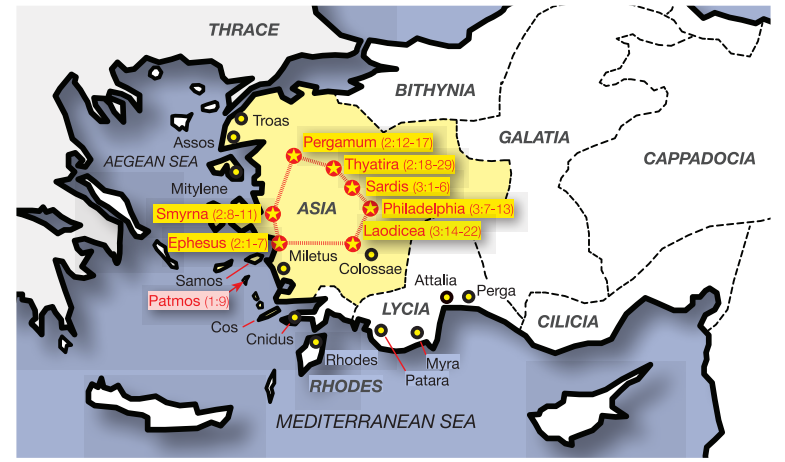 THRACE
BITHYNIA
Troas
Pergamum (2:12-17)
GALATIA
Assos
AEGEAN SEA
Thyatira (2:18-29)
CAPPADOCIA
Mitylene
Sardis (3:1-6)
Smyrna (2:8-11)
ASIA
Philadelphia (3:7-13)
Ephesus (2:1-7)
Laodicea (3:14-22)
Miletus
Colossae
Samos
Attalia
Perga
Patmos (1:9)
LYCIA
CILICIA
Cos
Cnidus
Rhodes
Myra
Patara
RHODES
MEDITERRANEAN SEA